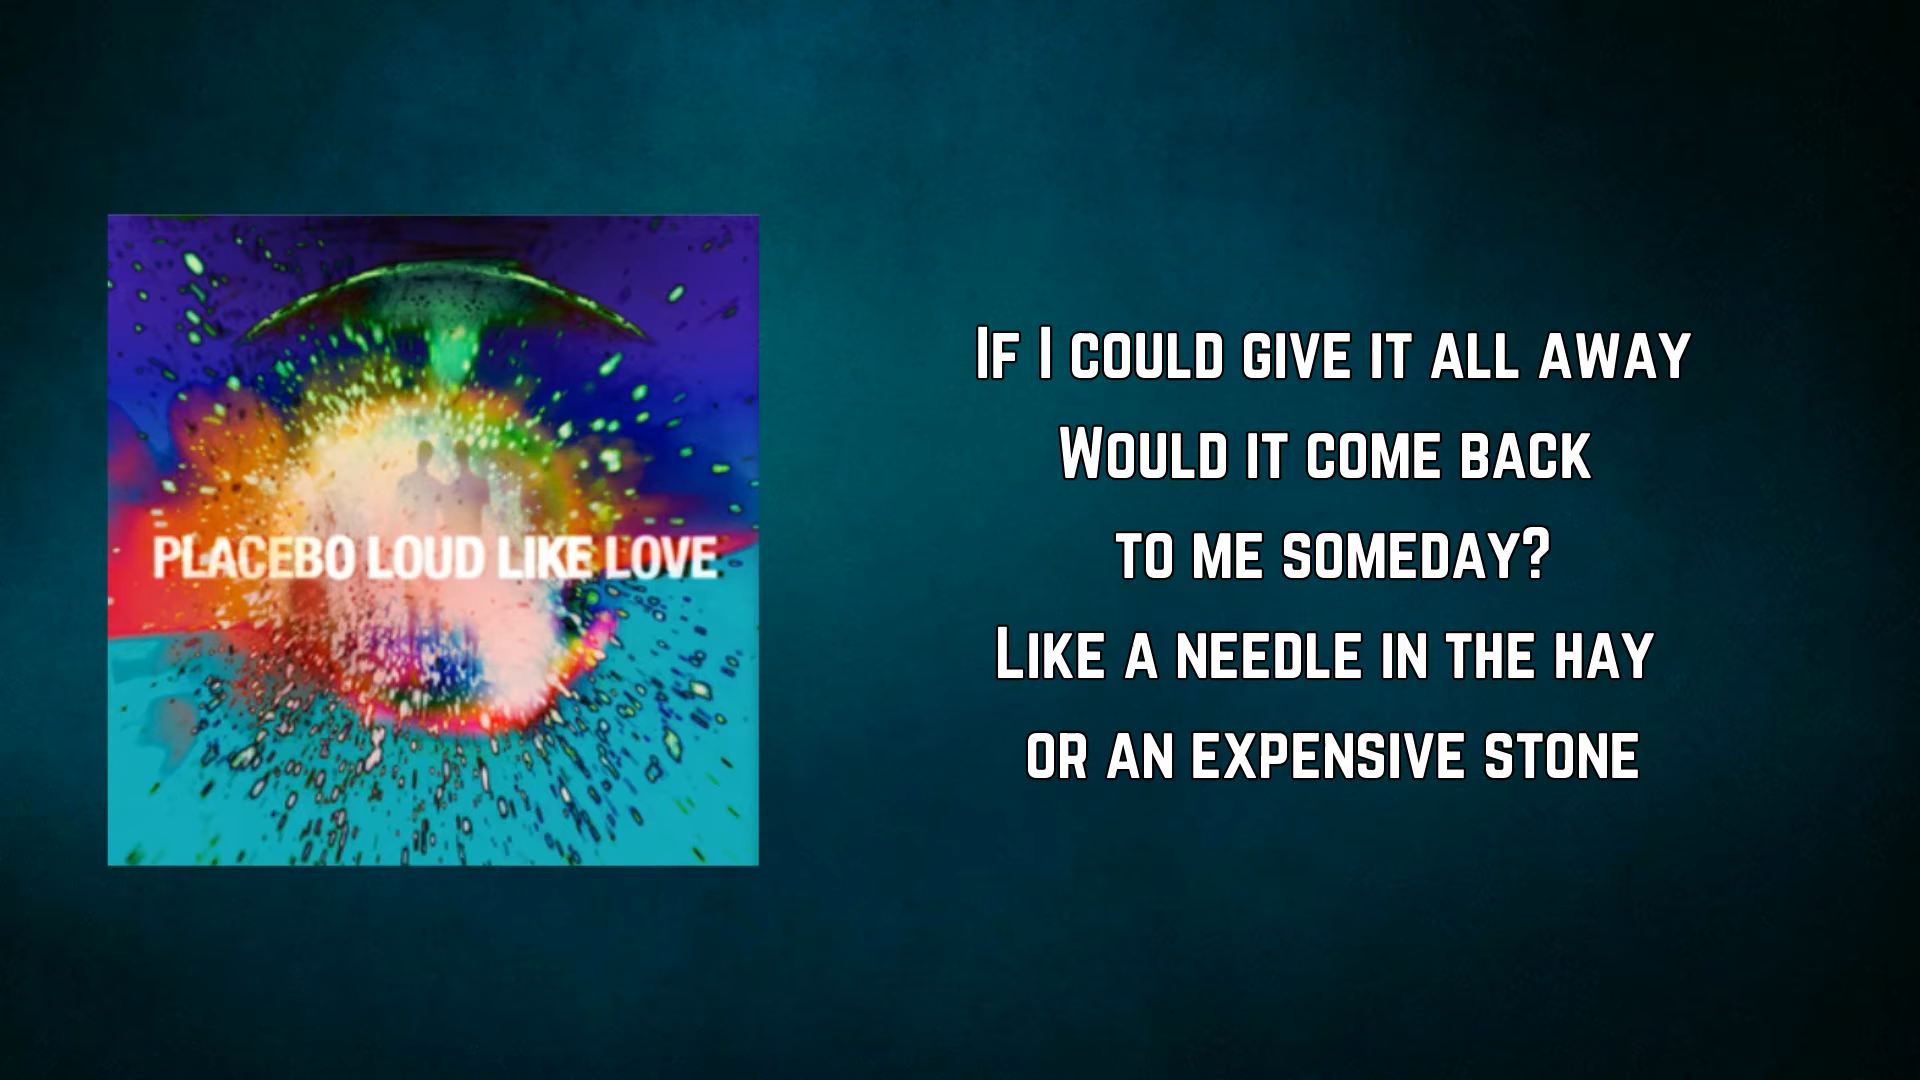 PLACEBO LOUD LIKE LOVE
If I could give it all away
Would it come back
to me someday?
Like a needle in the hay
or an expensive stone